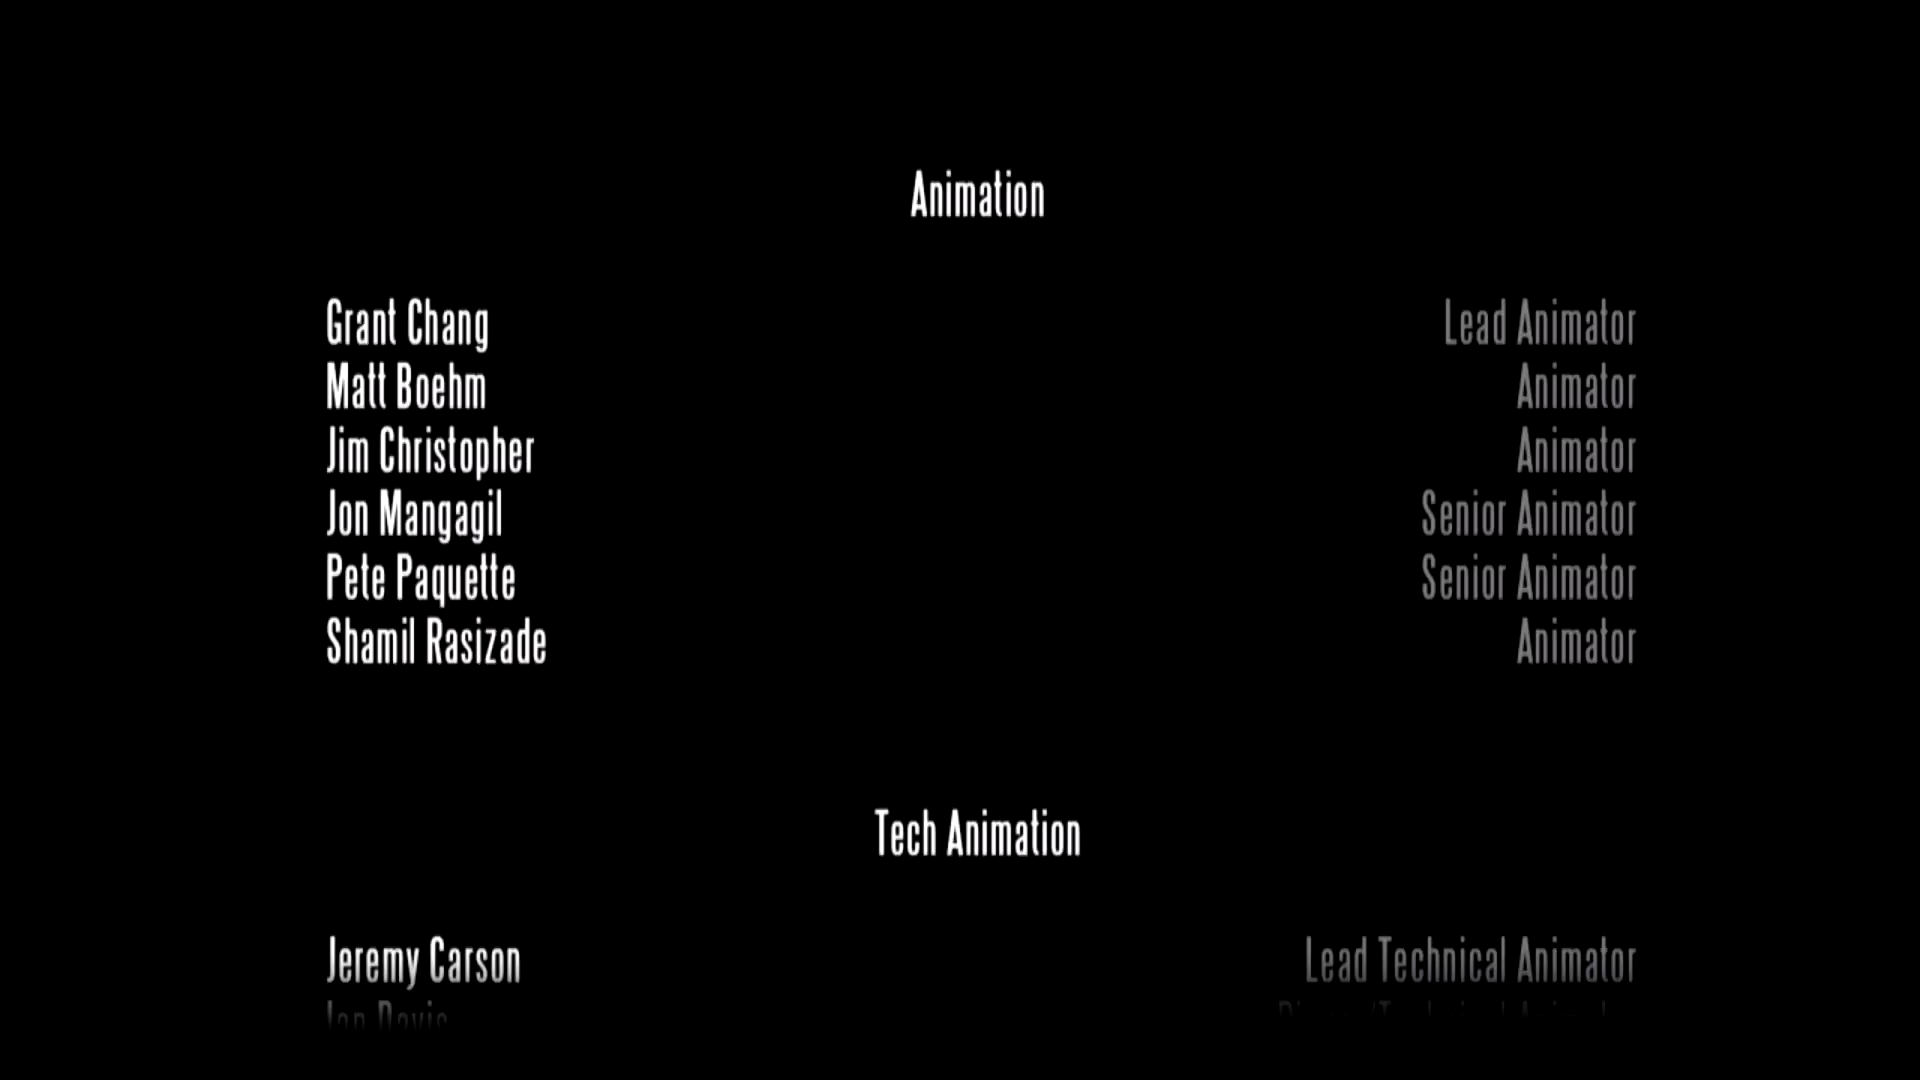 Animation
Grant Chang Lead Animator
Matt Boehm Animator
Jim Christopher Animator
Jon Mangagil Senior Animator
Pete Paquette Senior Animator
Shamil Rasizade Animator
Tech Animation
Jeremy Carson Lead Technical Animator
Davis